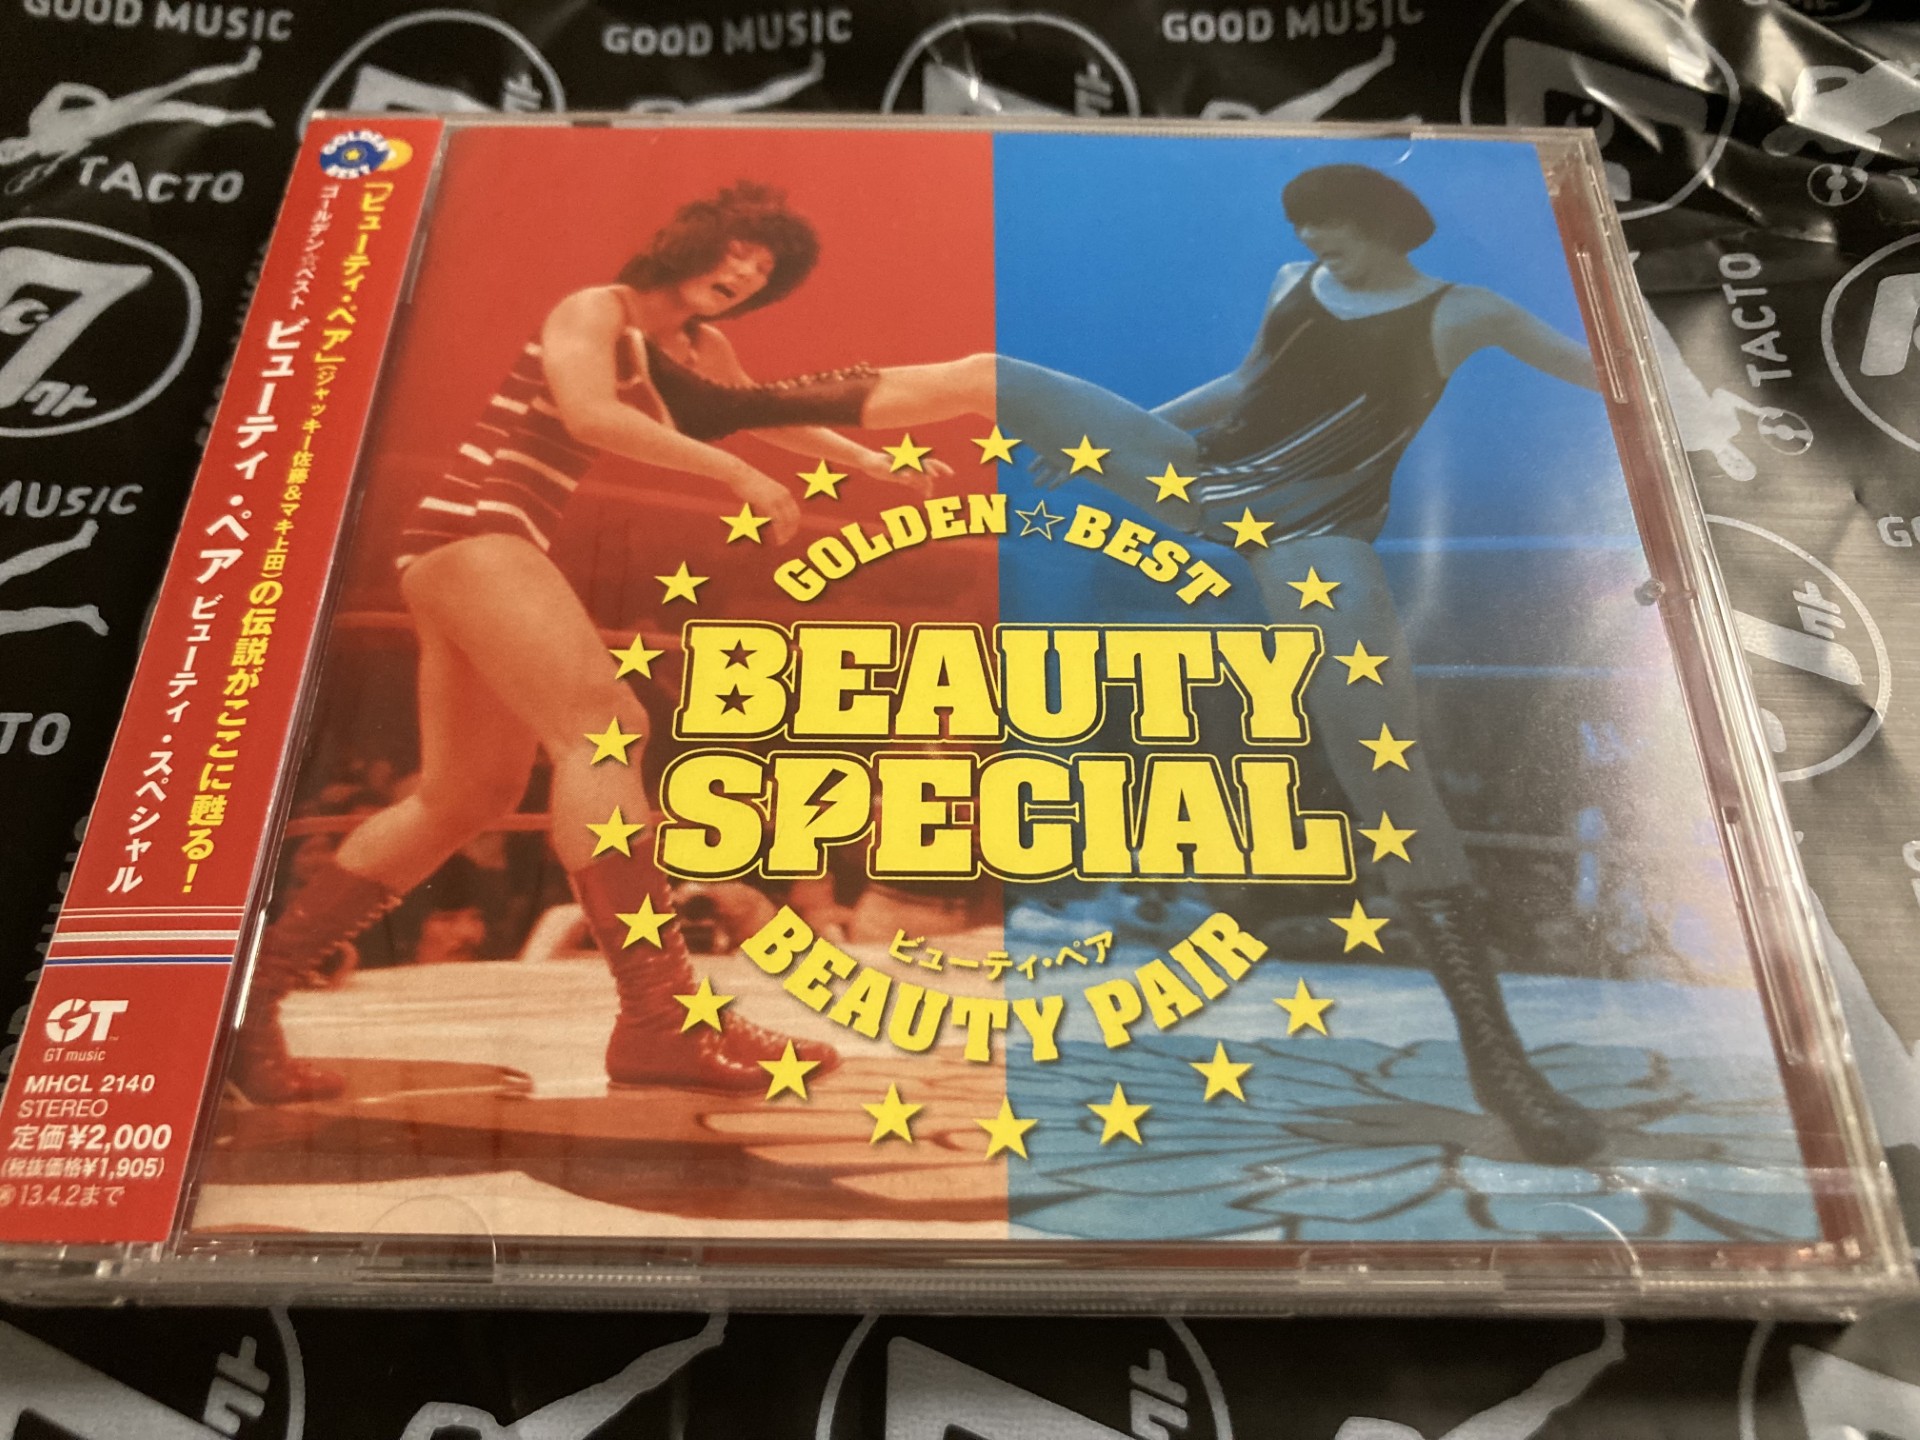 GOOD MUSIC
GOOD MUSIC
GOOD MUSIC
TACTO
TACTO
MUSIC
GOLDEN
BEST
「ビューティ・ペア」(ジャッキー佐藤&マキ上田)の伝説がここに甦る!
ゴールデン☆ベスト ビューティ・ペア ビューティ・スペシャル
GT
GT music
MHCL 2140
STEREO
定価¥2,000
(税抜価格¥1,905)
13.4.2まで
GOLDEN☆BEST
BEAUTY
SPECIAL
ビューティ・ペア
BEAUTY PAIR